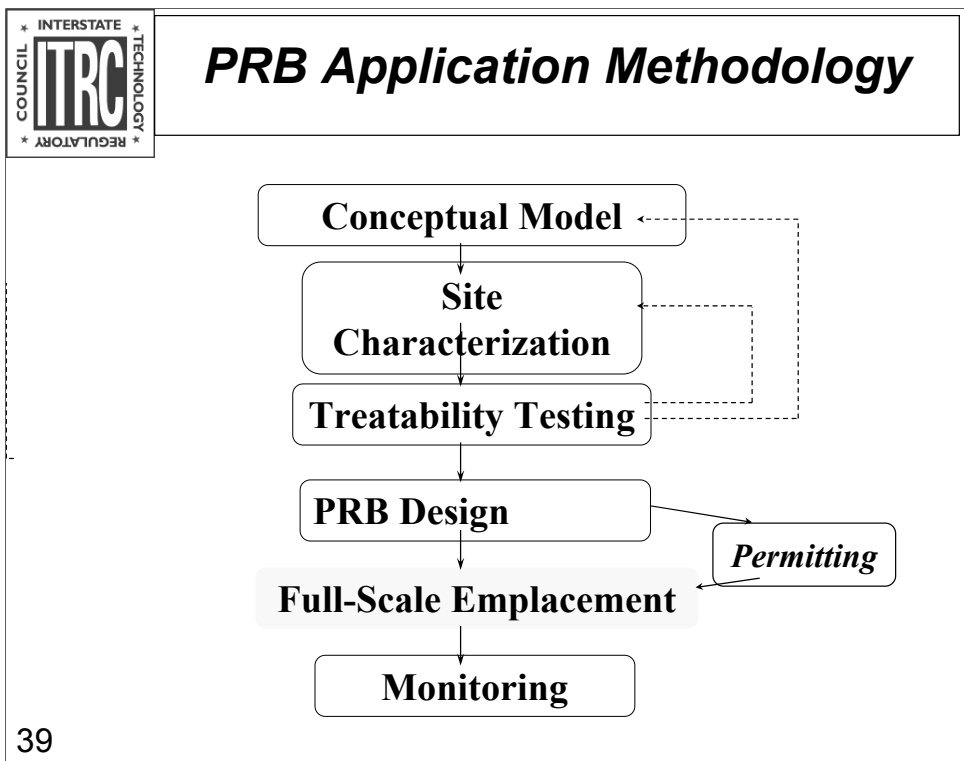 INTERSTATE
TECHNOLOGY
REGULATORY
COUNCIL
ITRC
PRB Application Methodology
Conceptual Model
Site
Characterization
Treatability Testing
PRB Design
Permitting
Full-Scale Emplacement
Monitoring
39